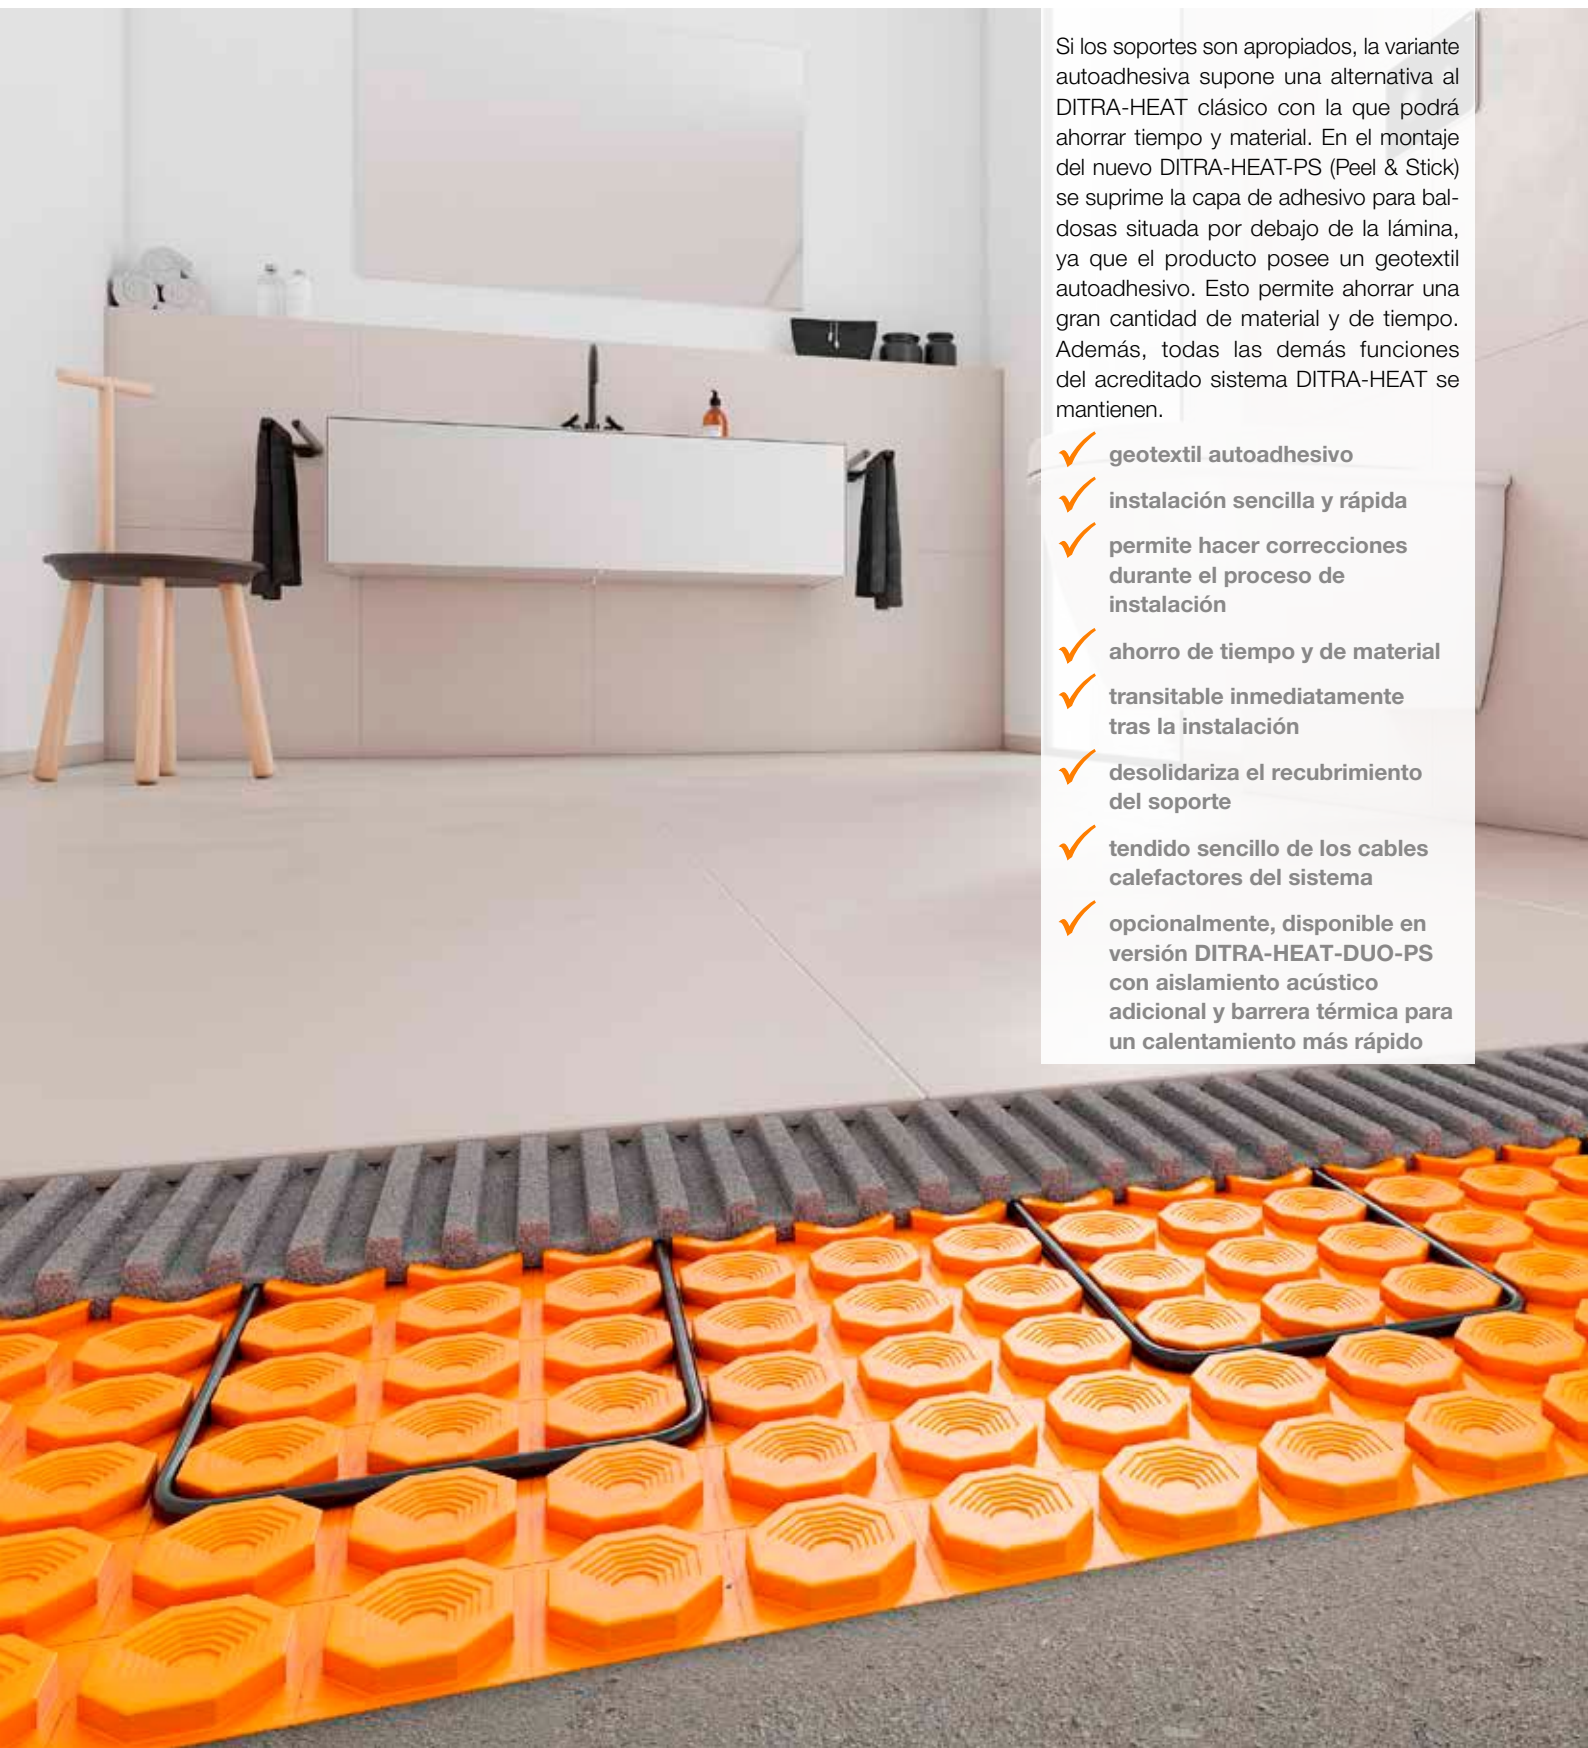 Si los soportes son apropiados, la variante
autoadhesiva supone una alternativa al
DITRA-HEAT clásico con la que podrá
ahorrar tiempo y material. En el montaje
del nuevo DITRA-HEAT-PS (Peel & Stick)
se suprime la capa de adhesivo para bal-
dosas situada por debajo de la lámina,
ya que el producto posee un geotextil
autoadhesivo. Esto permite ahorrar una
gran cantidad de material y de tiempo.
Además, todas las demás funciones
del acreditado sistema DITRA-HEAT se
mantienen.
geotextil autoadhesivo
instalación sencilla y rápida
permite hacer correcciones
durante el proceso de
instalación
ahorro de tiempo y de material
transitable inmediatamente
tras la instalación
desolidariza el recubrimiento
del soporte
tendido sencillo de los cables
calefactores del sistema
opcionalmente, disponible en
versión DITRA-HEAT-DUO-PS
con aislamiento acústico
adicional y barrera térmica para
un calentamiento más rápido